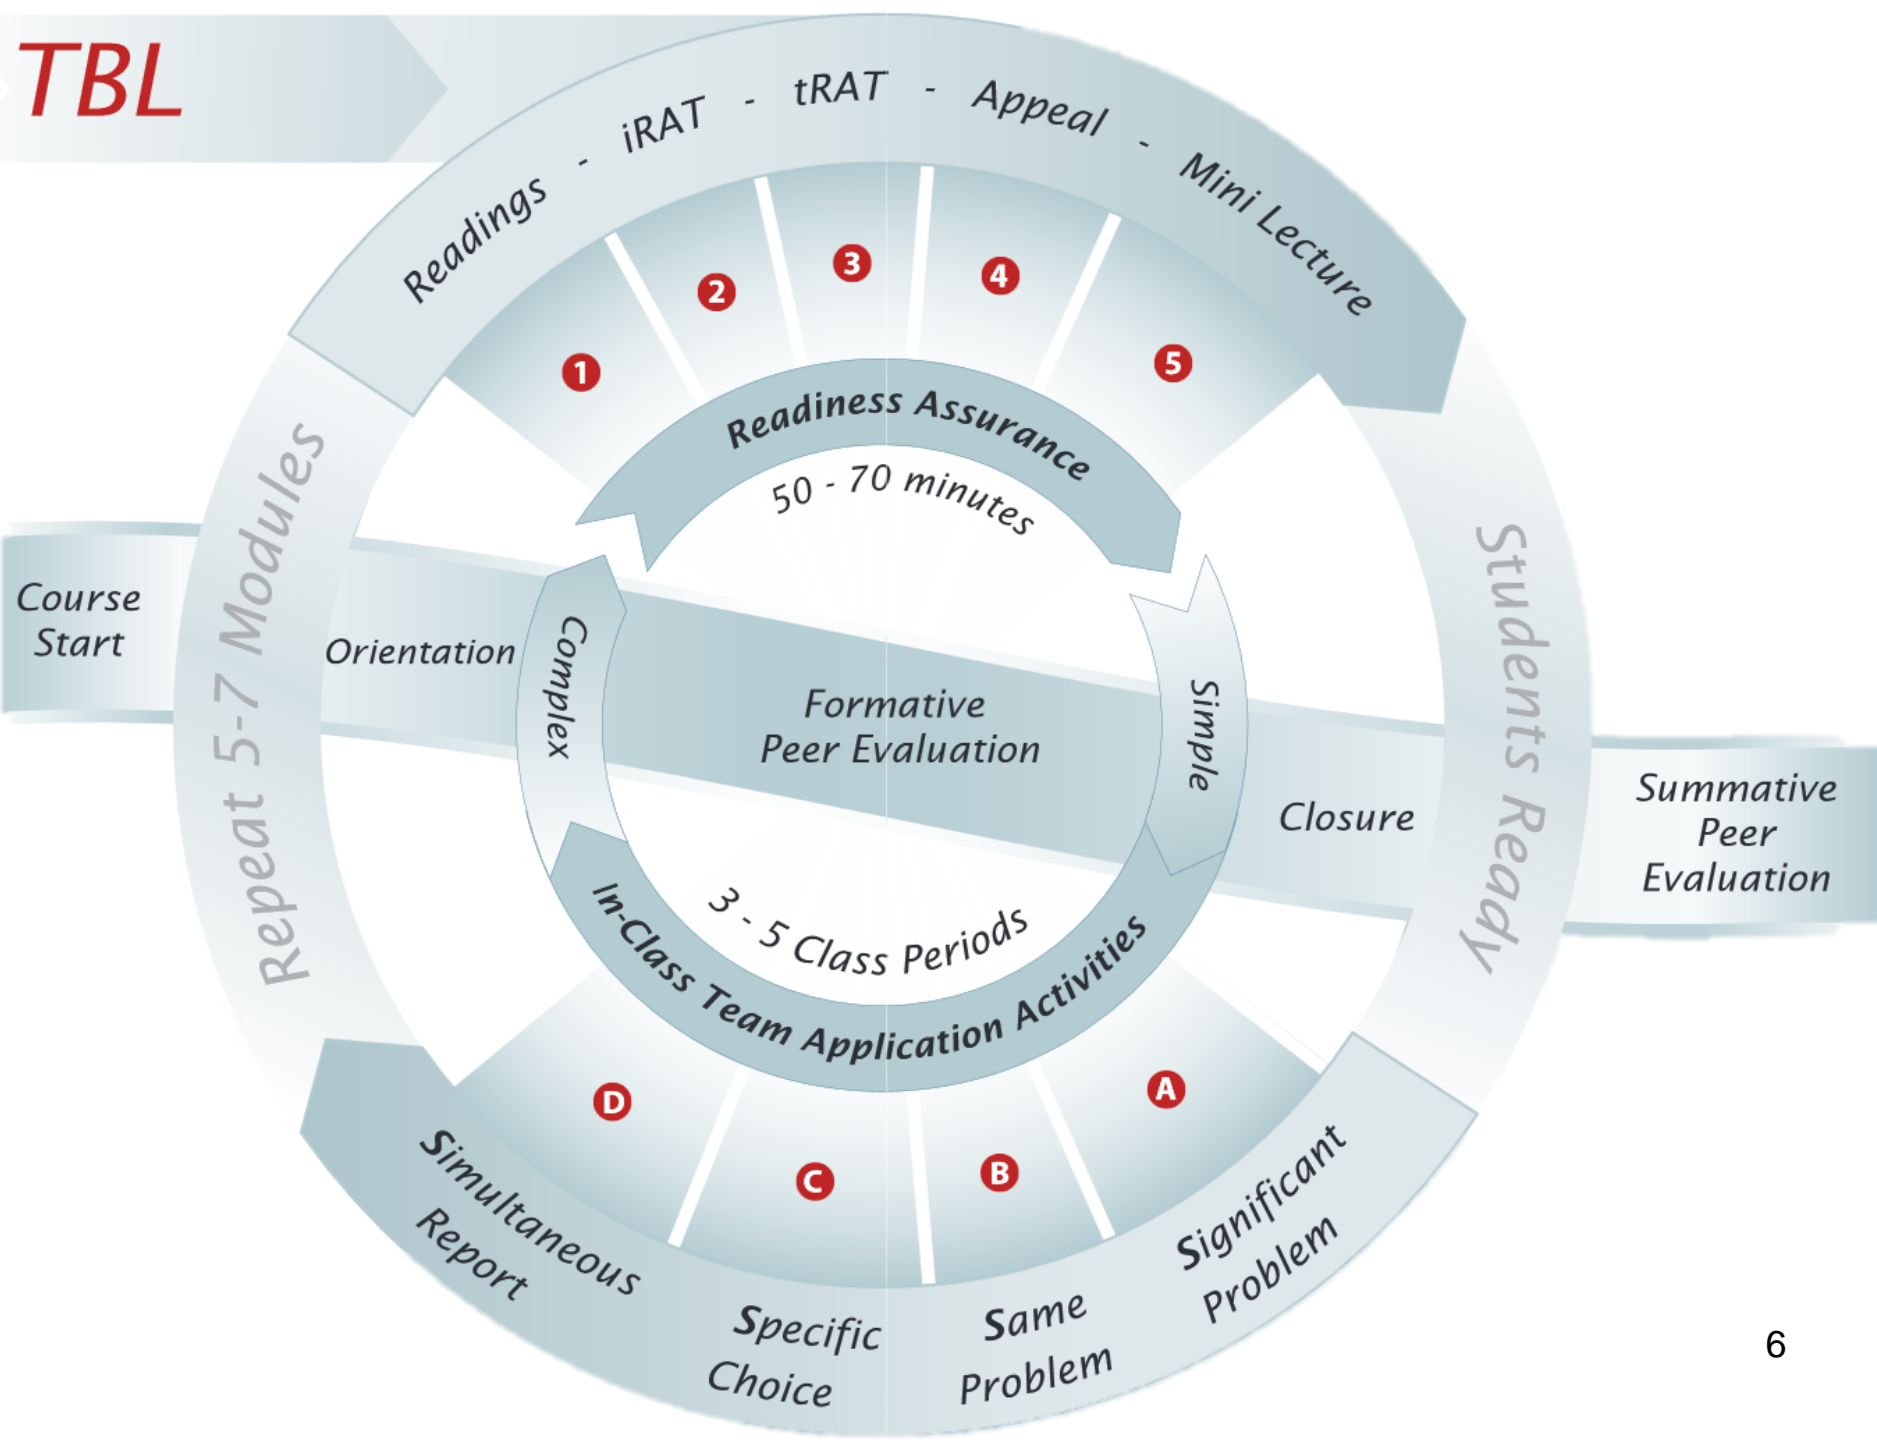 TBL
Readings - iRAT - tRAT - Appeal - Mini Lecture
1
2
3
4
5
Readiness Assurance
50 - 70 minutes
Repeat 5-7 Modules
Students Ready
Course
Start
Orientation
Complex
Formative
Peer Evaluation
Simple
Closure
Summative
Peer
Evaluation
3 - 5 Class Periods
In-Class Team Application Activities
D
C
B
A
Simultaneous
Report
Specific
Choice
Same
Problem
Significant
Problem
6